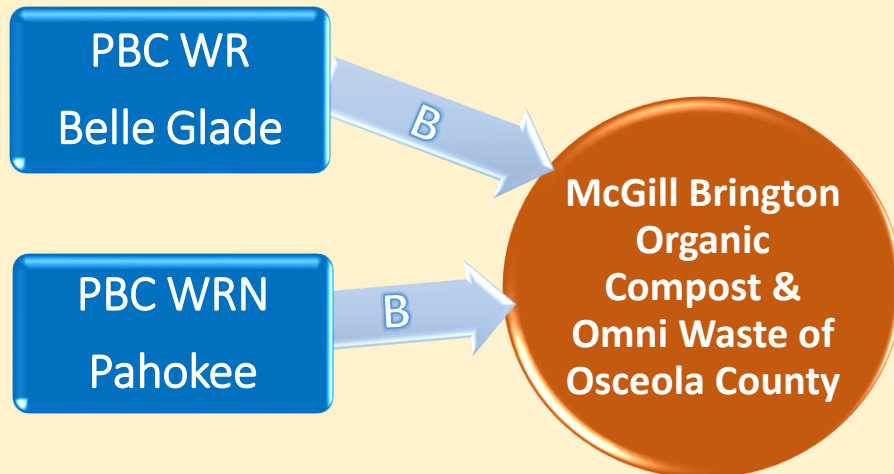 PBC WR
Belle Glade
B
PBC WRN
Pahokee
B
McGill Brington
Organic
Compost &
Omni Waste of
Osceola County